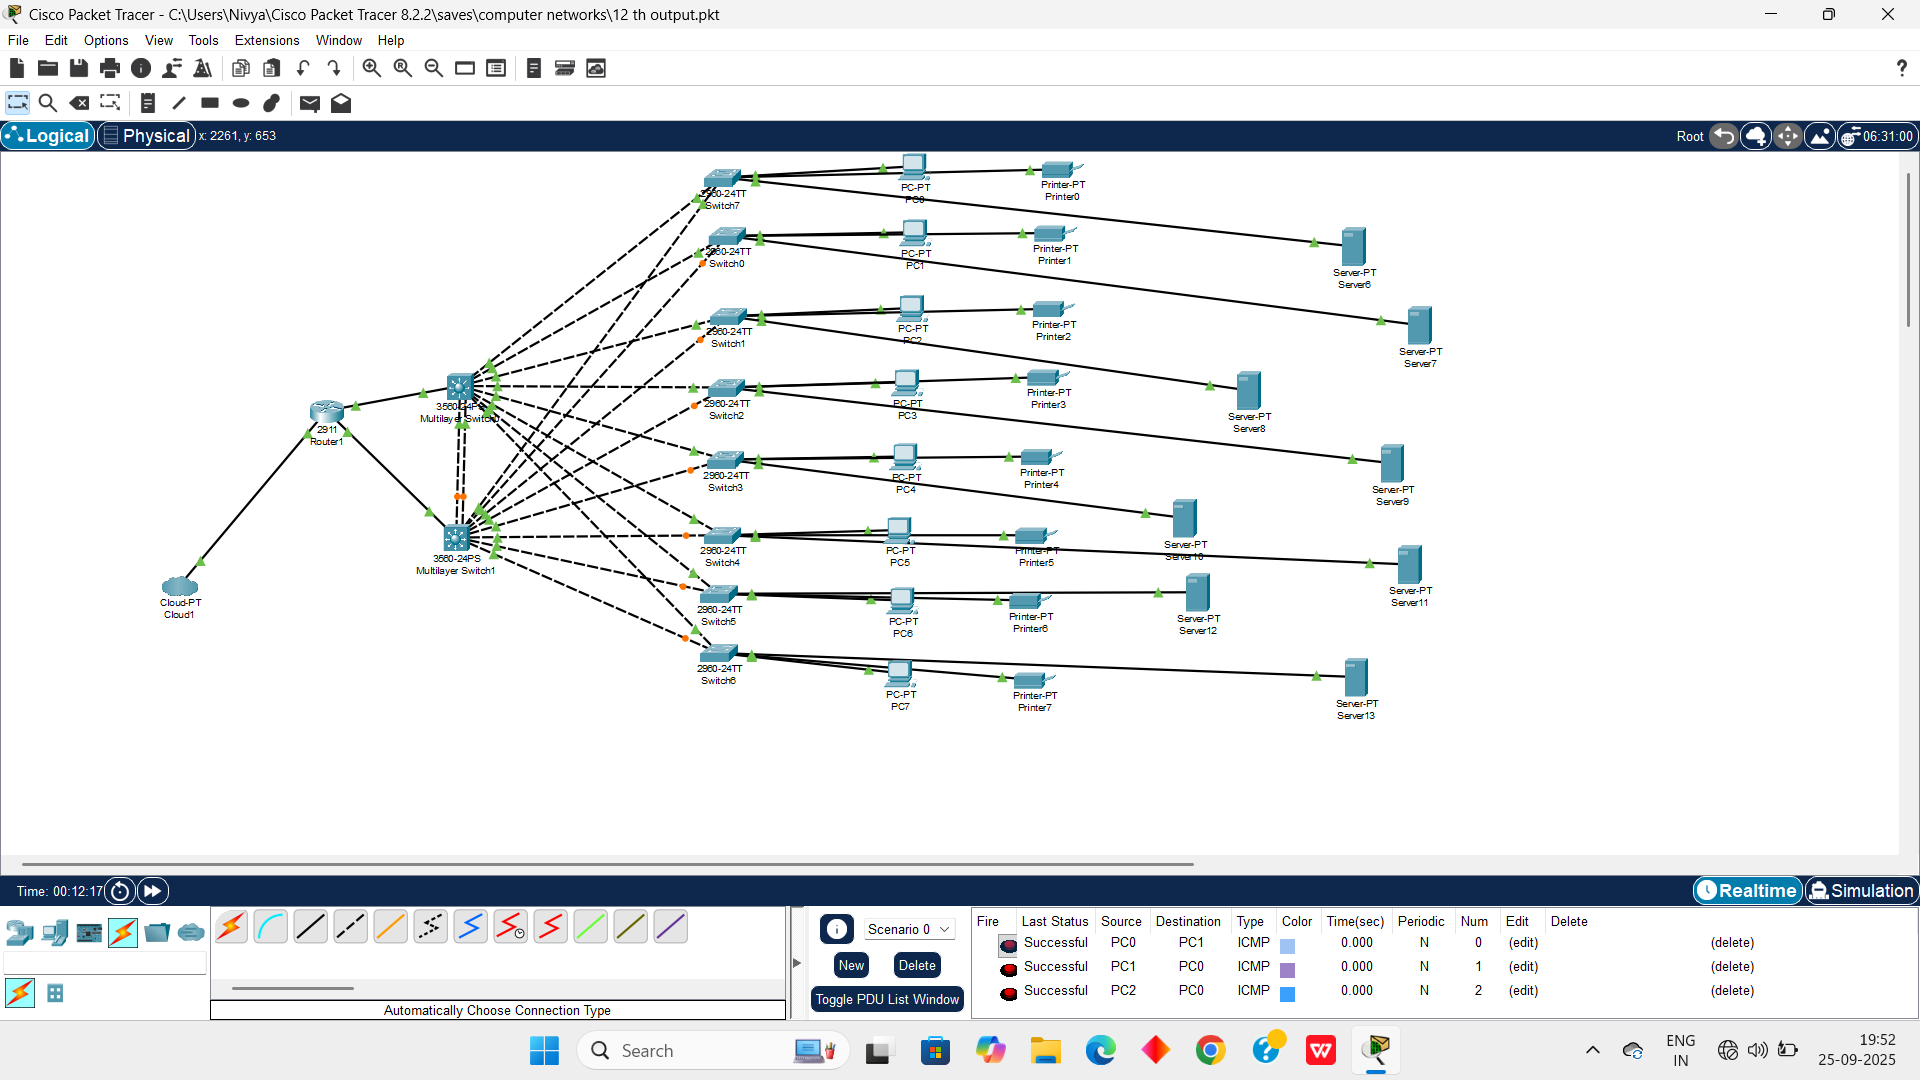 Cisco Packet Tracer - C:\Users\Nivya\Cisco Packet Tracer 8.2.2\saves\computer networks\12 th output.pkt
File Edit Options View Tools Extensions Window Help
Logical Physical x: 2261, y: 653 Root 06:31:00
2960-24TT
Switch7
PC-PT
PC0
Printer-PT
Printer0
2960-24TT
Switch0
PC-PT
PC1
Printer-PT
Printer1
Server-PT
Server6
2960-24TT
Switch1
PC-PT
PC2
Printer-PT
Printer2
Server-PT
Server7
3560-24PS
Multilayer Switch0
2960-24TT
Switch2
PC-PT
PC3
Printer-PT
Printer3
Server-PT
Server8
2911
Router1
2960-24TT
Switch3
PC-PT
PC4
Printer-PT
Printer4
Server-PT
Server9
3560-24PS
Multilayer Switch1
2960-24TT
Switch4
PC-PT
PC5
Printer-PT
Printer5
Server-PT
Server10
Cloud-PT
Cloud1
2960-24TT
Switch5
PC-PT
PC6
Printer-PT
Printer6
Server-PT
Server12
Server-PT
Server11
2960-24TT
Switch6
PC-PT
PC7
Printer-PT
Printer7
Server-PT
Server13
Time: 00:12:17 Realtime Simulation
Scenario 0
New Delete
Toggle PDU List Window
Automatically Choose Connection Type
Fire Last Status Source Destination Type Color Time(sec) Periodic Num Edit Delete
Successful PC0 PC1 ICMP 0.000 N 0 (edit) (delete)
Successful PC1 PC0 ICMP 0.000 N 1 (edit) (delete)
Successful PC2 PC0 ICMP 0.000 N 2 (edit) (delete)
Search
ENG
IN
19:52
25-09-2025